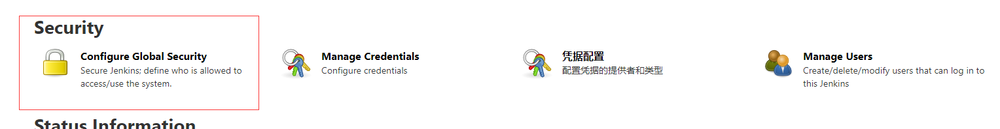 Security
Configure Global Security
Secure Jenkins; define who is allowed to
access/use the system.
Manage Credentials
Configure credentials
凭据配置
配置凭据的提供者和类型
Manage Users
Create/delete/modify users that can log in to
this Jenkins
Status Information